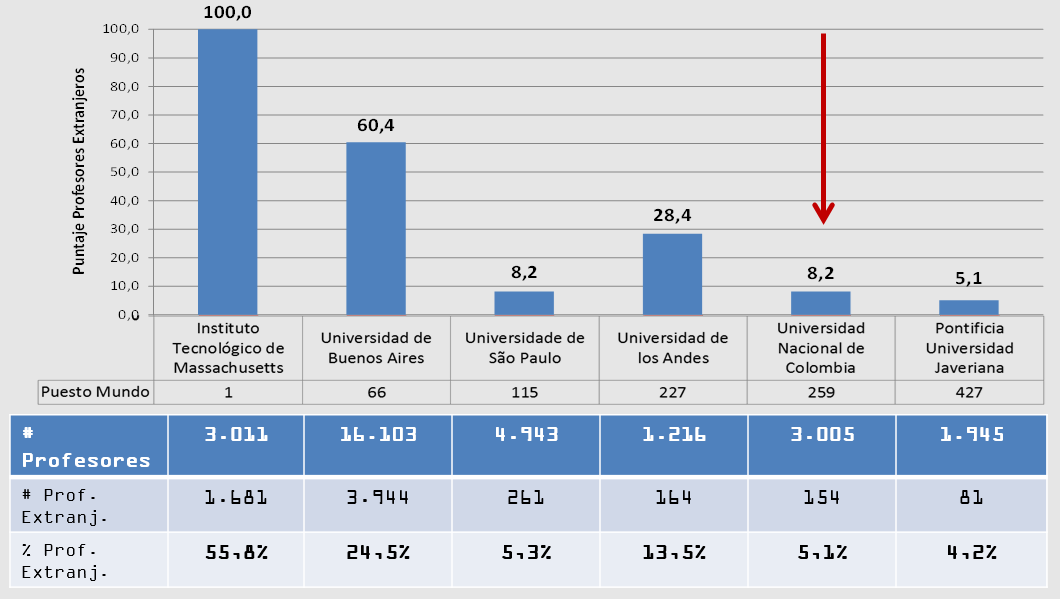 100,0
Puntaje Profesores Extranjeros
100,0
90,0
80,0
70,0
60,0
50,0
40,0
30,0
20,0
10,0
0,0
60,4
8,2
28,4
8,2
5,1
Instituto
Tecnológico de
Massachusetts
Universidad de
Buenos Aires
Universidade de
São Paulo
Universidad de
los Andes
Universidad
Nacional de
Colombia
Pontificia
Universidad
Javeriana
Puesto Mundo 1 66 115 227 259 427
#
Profesores
3.011 16.103 4.943 1.216 3.005 1.945
# Prof.
Extranj.
1.681 3.944 261 164 154 81
% Prof.
Extranj.
55,8% 24,5% 5,3% 13,5% 5,1% 4,2%